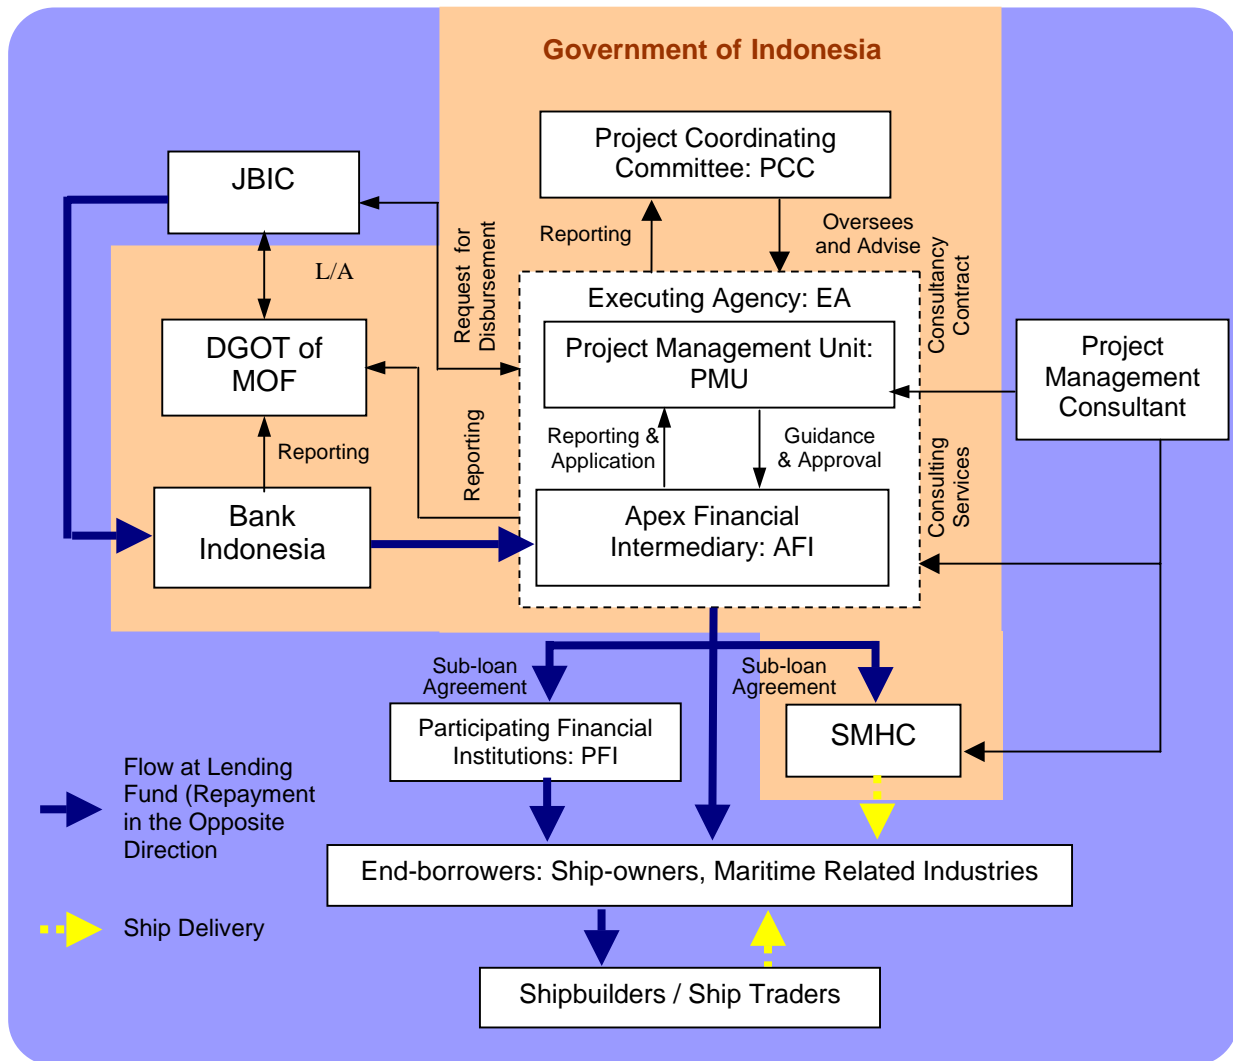 Government of Indonesia
Project Coordinating
Committee: PCC
JBIC
Reporting
Oversees
and Advise
L/A
Request for
Disbursement
Consultancy
Contract
Executing Agency: EA
Project Management Unit:
PMU
DGOT of
MOF
Project
Management
Consultant
Reporting
Reporting
Reporting &
Application
Guidance
& Approval
Consulting
Services
Bank
Indonesia
Apex Financial
Intermediary: AFI
Sub-loan
Agreement
Sub-loan
Agreement
Participating Financial
Institutions: PFI
SMHC
Flow at Lending
Fund (Repayment
in the Opposite
Direction
End-borrowers: Ship-owners, Maritime Related Industries
Ship Delivery
Shipbuilders / Ship Traders